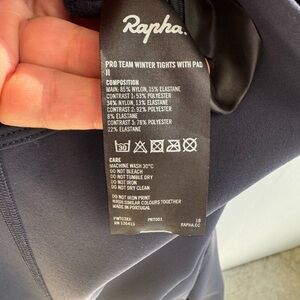 Rapha.
PRO TEAM WINTER TIGHTS WITH PAD
II
COMPOSITION
MAIN: 85% NYLON, 15% ELASTANE
CONTRAST 1: 53% POLYESTER
34% NYLON, 13% ELASTANE
CONTRAST 2: 92% POLYESTER
8% ELASTANE
CONTRAST 3: 78% POLYESTER
22% ELASTANE
30
CARE
MACHINE WASH 30°C
DO NOT BLEACH
DO NOT TUMBLE DRY
DO NOT IRON
DO NOT DRY CLEAN
DO NOT IRON PRINT
WASH SIMILAR COLOURS TOGETHER
MADE IN PORTUGAL
PRT001
RAPHA.CC